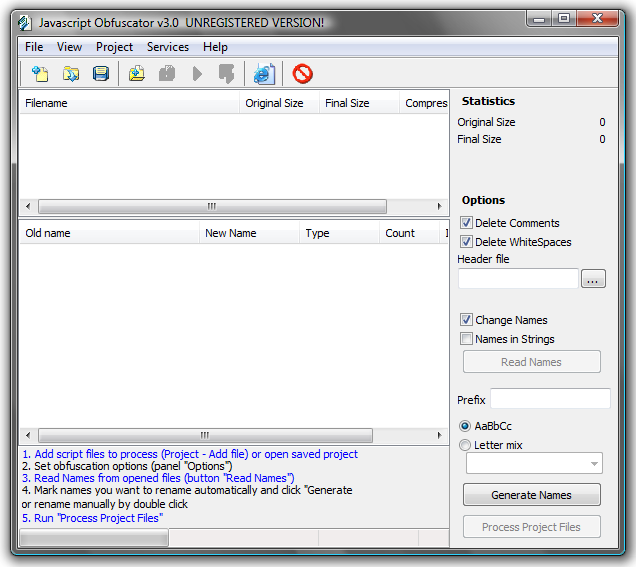 Javascript Obfuscator v3.0 UNREGISTERED VERSION!
File View Project Services Help
Filename Original Size Final Size Compres
Old name New Name Type Count
1. Add script files to process (Project - Add file) or open saved project
2. Set obfuscation options (panel "Options")
3. Read Names from opened files (button "Read Names")
4. Mark names you want to rename automatically and click "Generate
or rename manually by double click
5. Run "Process Project Files"
Statistics
Original Size 0
Final Size 0
Options
Delete Comments
Delete WhiteSpaces
Header file
...
Change Names
Names in Strings
Read Names
Prefix
AaBbCc
Letter mix
Generate Names
Process Project Files